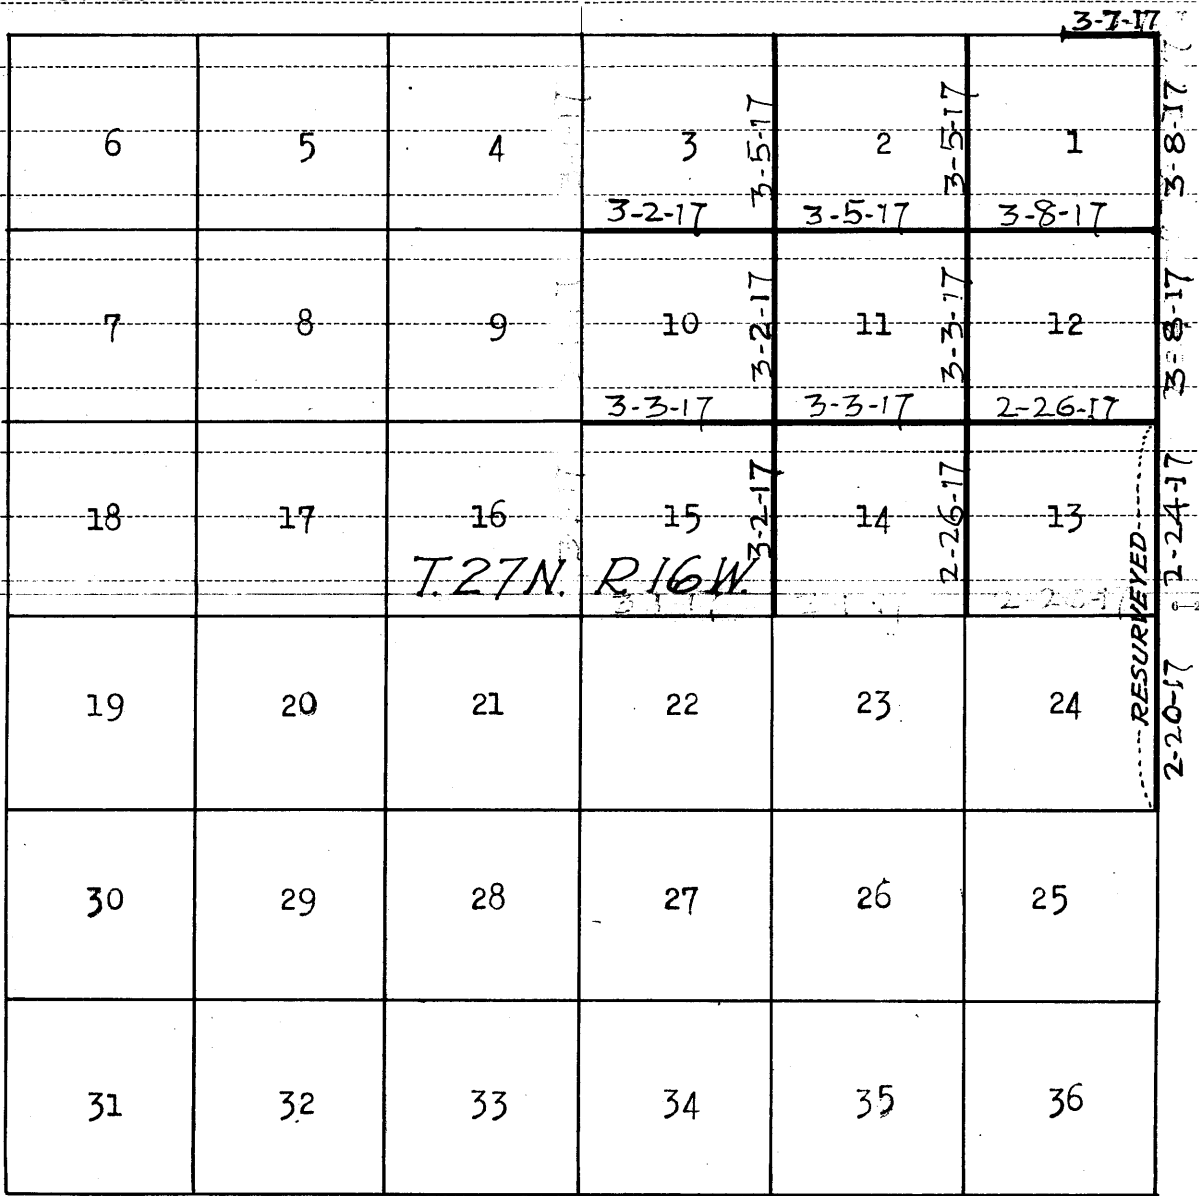 3-7-17
6 5 4 3 3-5-17 2 3-5-17 1 3-8-17
3-2-17 3-5-17 3-8-17
7 8 9 10 3-2-17 11 3-3-17 12 3-8-17
3-3-17 3-3-17 2-26-17
18 17 16 15 3-2-17 14 2-26-17 13 2-24-17
T.27N. R16W.
RESURVEYED
19 20 21 22 23 24 2-20-17
30 29 28 27 26 25
31 32 33 34 35 36